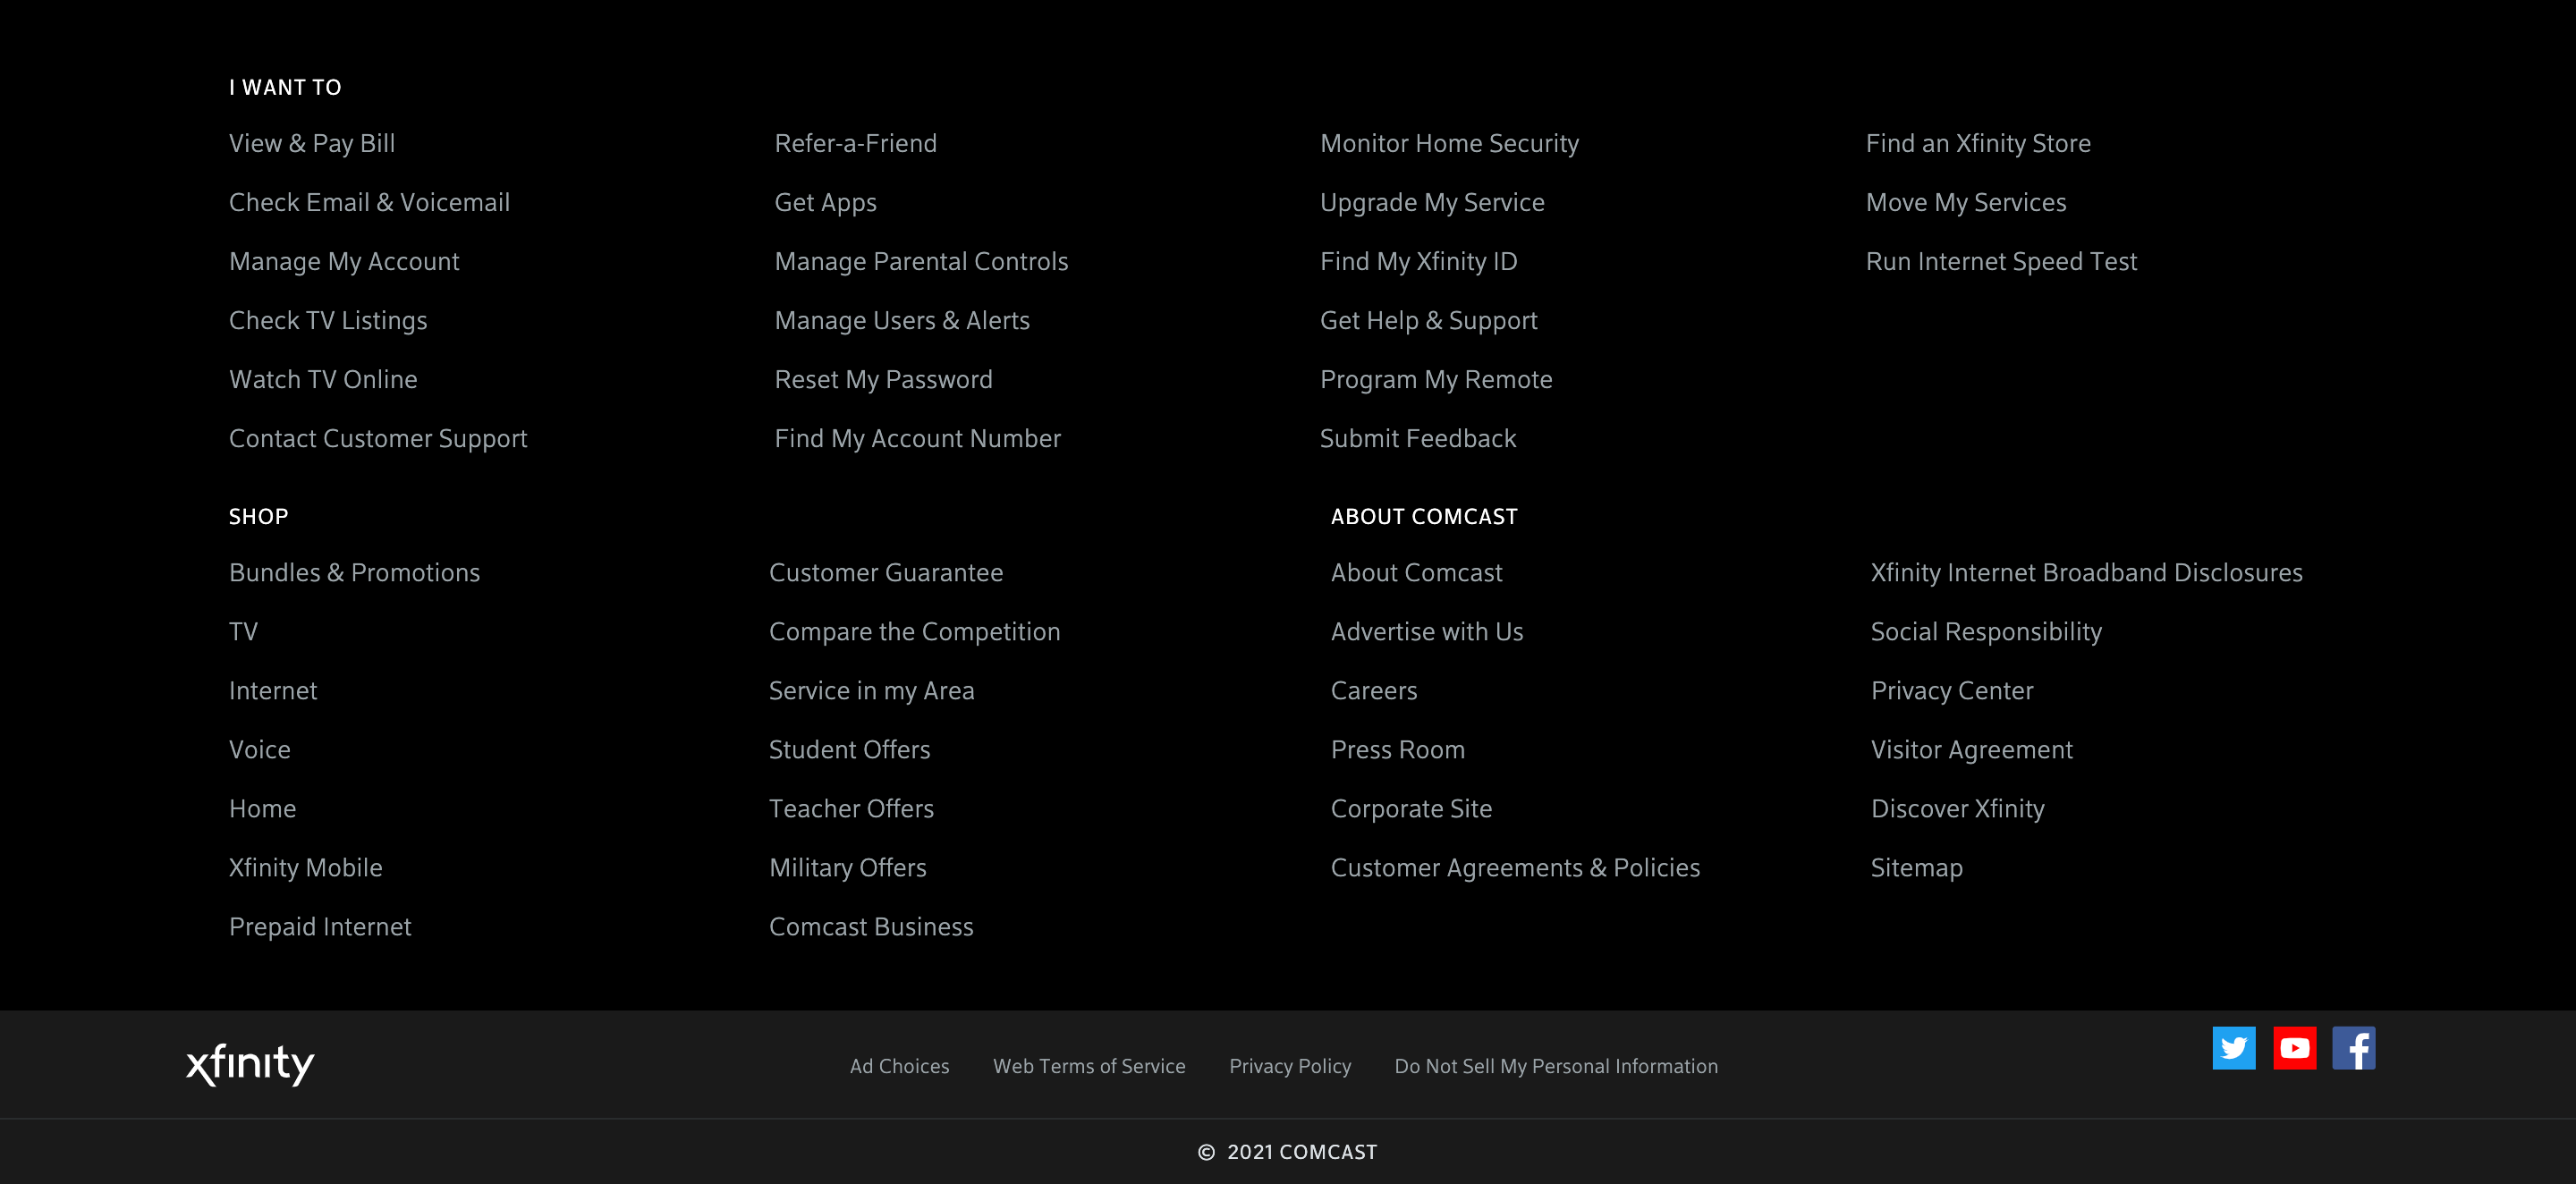 I WANT TO
View & Pay Bill
Check Email & Voicemail
Manage My Account
Check TV Listings
Watch TV Online
Contact Customer Support
Refer-a-Friend
Get Apps
Manage Parental Controls
Manage Users & Alerts
Reset My Password
Find My Account Number
Monitor Home Security
Upgrade My Service
Find My Xfinity ID
Get Help & Support
Program My Remote
Submit Feedback
Find an Xfinity Store
Move My Services
Run Internet Speed Test
SHOP
Bundles & Promotions
TV
Internet
Voice
Home
Xfinity Mobile
Prepaid Internet
Customer Guarantee
Compare the Competition
Service in my Area
Student Offers
Teacher Offers
Military Offers
Comcast Business
ABOUT COMCAST
About Comcast
Advertise with Us
Careers
Press Room
Corporate Site
Customer Agreements & Policies
Xfinity Internet Broadband Disclosures
Social Responsibility
Privacy Center
Visitor Agreement
Discover Xfinity
Sitemap
xfinity
Ad Choices
Web Terms of Service
Privacy Policy
Do Not Sell My Personal Information
© 2021 COMCAST